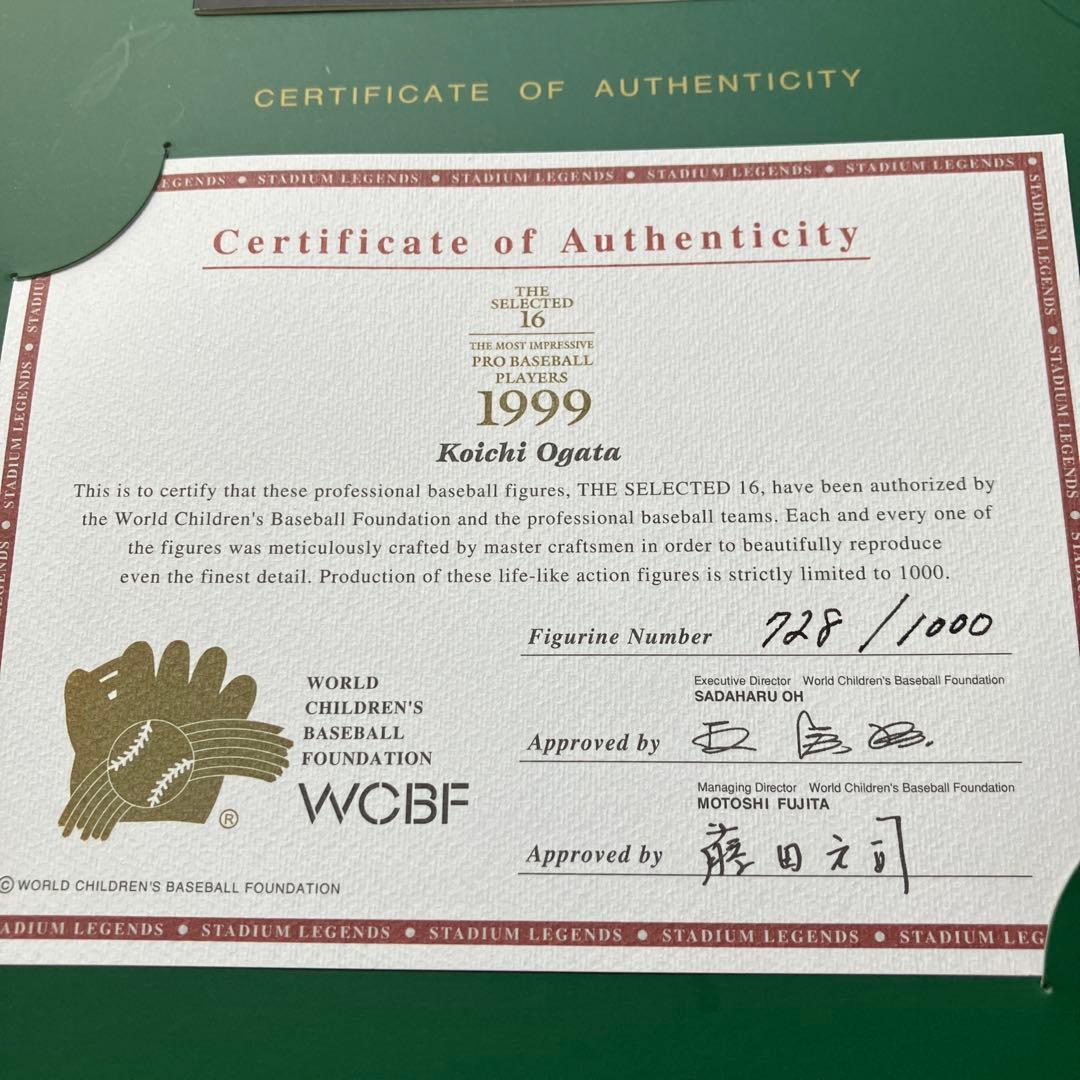 CERTIFICATE OF AUTHENTICITY
EGENDS • STADIUM LEGENDS • STADIUM LEGENDS • STADIUM LEGENDS • STADIUM LEGENDS •
Certificate of Authenticity
THE
SELECTED
16
THE MOST IMPRESSIVE
PRO BASEBALL
PLAYERS
1999
Koichi Ogata
This is to certify that these professional baseball figures, THE SELECTED 16, have been authorized by
the World Children's Baseball Foundation and the professional baseball teams. Each and every one of
the figures was meticulously crafted by master craftsmen in order to beautifully reproduce
even the finest detail. Production of these life-like action figures is strictly limited to 1000.
Figurine Number 728/1000
Executive Director World Children's Baseball Foundation
SADAHARU OH
Approved by
Managing Director World Children's Baseball Foundation
MOTOSHI FUJITA
Approved by 藤田元司
WORLD
CHILDREN'S
BASEBALL
FOUNDATION
WCBF
®
© WORLD CHILDREN'S BASEBALL FOUNDATION
STADIUM LEGENDS • STADIUM LEGENDS
STADIUM LEGENDS • STADIUM LEGENDS
ADIUM LEGENDS • STADIUM LEGENDS • STADIUM LEGENDS • STADIUM LEGENDS • STADIUM LEG